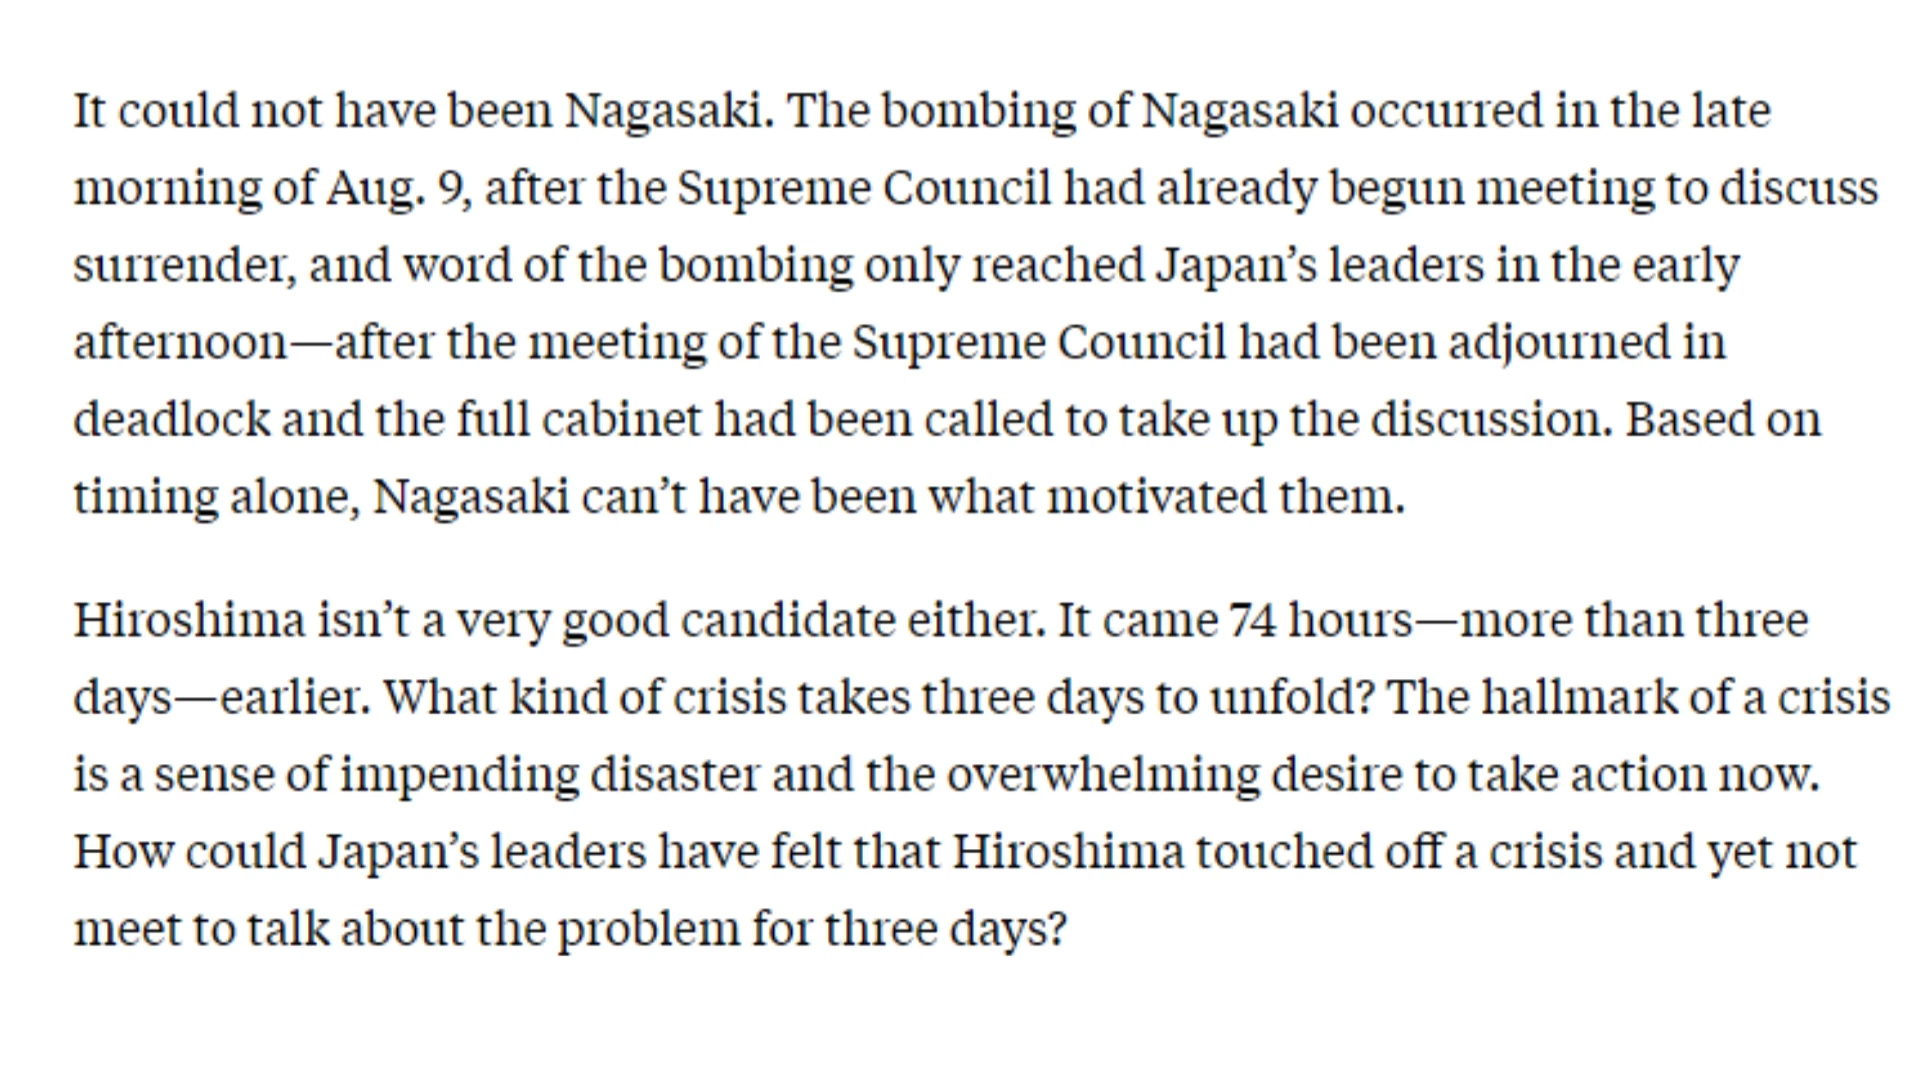 It could not have been Nagasaki. The bombing of Nagasaki occurred in the late
morning of Aug. 9, after the Supreme Council had already begun meeting to discuss
surrender, and word of the bombing only reached Japan’s leaders in the early
afternoon—after the meeting of the Supreme Council had been adjourned in
deadlock and the full cabinet had been called to take up the discussion. Based on
timing alone, Nagasaki can’t have been what motivated them.
Hiroshima isn’t a very good candidate either. It came 74 hours—more than three
days—earlier. What kind of crisis takes three days to unfold? The hallmark of a crisis
is a sense of impending disaster and the overwhelming desire to take action now.
How could Japan’s leaders have felt that Hiroshima touched off a crisis and yet not
meet to talk about the problem for three days?